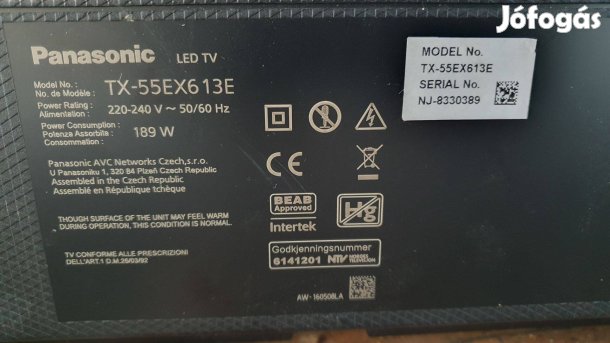 Jófogás
Panasonic LED TV
Model No. :
No. de Modèle : TX-55EX613E
Power Rating :
Alimentation : 220-240 V ~ 50/60 Hz
Power Consumption :
Potenza Assorbita : 189 W
Consommation :
Panasonic AVC Networks Czech,s.r.o.
U Panasoniku 1, 320 84 Plzeň Czech Republic
Assembled in the Czech Republic
Assemblé en République tchèque
THOUGH SURFACE OF THE UNIT MAY FEEL WARM
DURING OPERATION, THIS CONDITION IS NORMAL.
TV CONFORME ALLE PRESCRIZIONI
DELL'ART.1 D.M.26/03/92
MODEL No.
TX-55EX613E
SERIAL No.
NJ-8330389
CE
BEAB
Approved
Intertek
Hg
Godkjenningsnummer
6141201 NTV NORGES
TELEVISJON
AW-160508LA